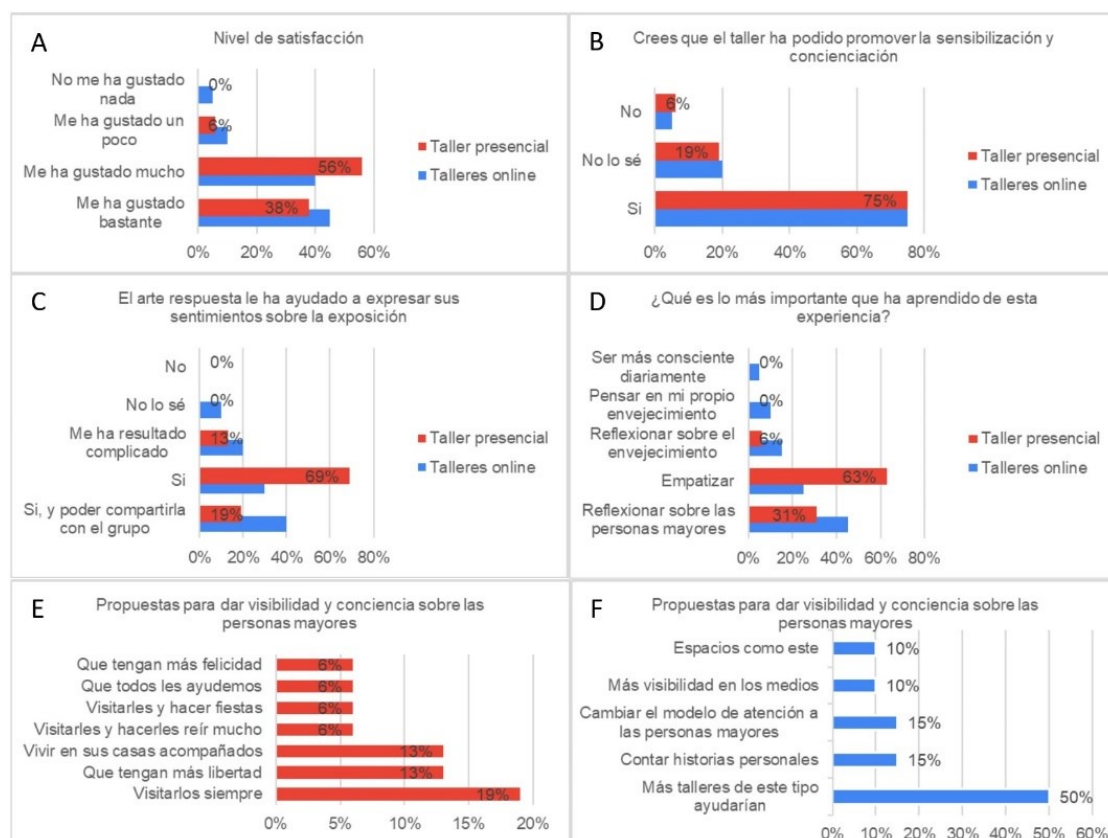 A
Nivel de satisfacción
No me ha gustado
nada
0%
Me ha gustado un
poco
6%
Me ha gustado mucho
56%
Me ha gustado
bastante
38%
0%
20%
40%
60%
Taller presencial
Talleres online
B
Crees que el taller ha podido promover la sensibilización y
concienciación
No
6%
No lo sé
19%
Si
75%
0%
20%
40%
60%
80%
Taller presencial
Talleres online
C
El arte respuesta le ha ayudado a expresar sus
sentimientos sobre la exposición
No
0%
No lo sé
0%
Me ha resultado
complicado
13%
Si
69%
Si, y poder compartirla
con el grupo
19%
0%
20%
40%
60%
80%
Taller presencial
Talleres online
D
¿Qué es lo más importante que ha aprendido de esta
experiencia?
Ser más consciente
diariamente
0%
Pensar en mi propio
envejecimiento
0%
Reflexionar sobre el
envejecimiento
6%
Empatizar
63%
Reflexionar sobre las
personas mayores
31%
0%
20%
40%
60%
80%
Taller presencial
Talleres online
E
Propuestas para dar visibilidad y conciencia sobre las
personas mayores
Que tengan más felicidad
6%
Que todos les ayudemos
6%
Visitarles y hacer fiestas
6%
Visitarles y hacerles reír mucho
6%
Vivir en sus casas acompañados
13%
Que tengan más libertad
13%
Visitarlos siempre
19%
0%
5%
10%
15%
20%
F
Propuestas para dar visibilidad y conciencia sobre las
personas mayores
Espacios como este
10%
Más visibilidad en los medios
10%
Cambiar el modelo de atención a
las personas mayores
15%
Contar historias personales
15%
Más talleres de este tipo
ayudarían
50%
0%
10%
20%
30%
40%
50%
60%